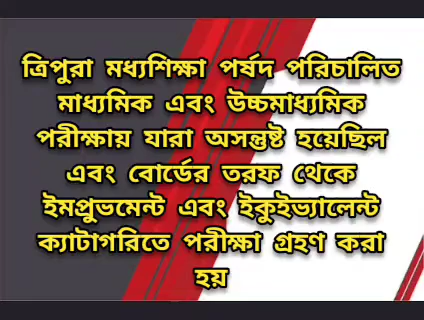 ত্রিপুরা মধ্যশিক্ষা পর্ষদ পরিচালিত
মাধ্যমিক এবং উচ্চমাধ্যমিক
পরীক্ষায় যারা অসন্তুষ্ট হয়েছিল
এবং বোর্ডের তরফ থেকে
ইমপ্রুভমেন্ট এবং ইকুইভ্যালেন্ট
ক্যাটাগরিতে পরীক্ষা গ্রহণ করা
হয়